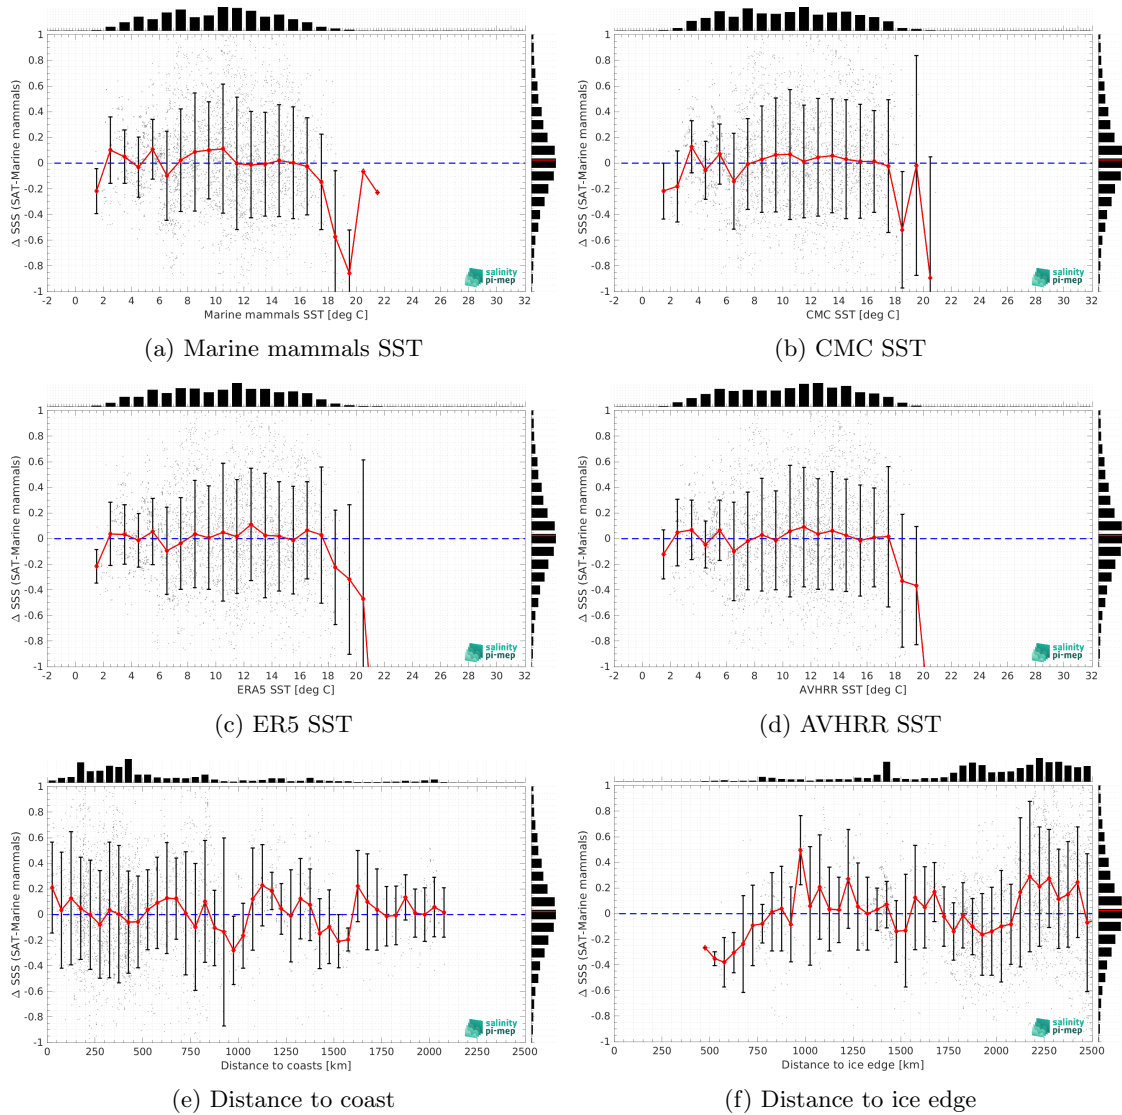 1
0.8
0.6
0.4
0.2
0
-0.2
-0.4
-0.6
-0.8
-1
Δ SSS (SAT-Marine mammals)
salinity
pi-mep
-2 0 2 4 6 8 10 12 14 16 18 20 22 24 26 28 30 32
Marine mammals SST [deg C]
(a) Marine mammals SST
1
0.8
0.6
0.4
0.2
0
-0.2
-0.4
-0.6
-0.8
-1
Δ SSS (SAT-Marine mammals)
salinity
pi-mep
-2 0 2 4 6 8 10 12 14 16 18 20 22 24 26 28 30 32
CMC SST [deg C]
(b) CMC SST
1
0.8
0.6
0.4
0.2
0
-0.2
-0.4
-0.6
-0.8
-1
Δ SSS (SAT-Marine mammals)
salinity
pi-mep
-2 0 2 4 6 8 10 12 14 16 18 20 22 24 26 28 30 32
ERA5 SST [deg C]
(c) ER5 SST
1
0.8
0.6
0.4
0.2
0
-0.2
-0.4
-0.6
-0.8
-1
Δ SSS (SAT-Marine mammals)
salinity
pi-mep
-2 0 2 4 6 8 10 12 14 16 18 20 22 24 26 28 30 32
AVHRR SST [deg C]
(d) AVHRR SST
1
0.8
0.6
0.4
0.2
0
-0.2
-0.4
-0.6
-0.8
-1
Δ SSS (SAT-Marine mammals)
salinity
pi-mep
0 250 500 750 1000 1250 1500 1750 2000 2250 2500
Distance to coasts [km]
(e) Distance to coast
1
0.8
0.6
0.4
0.2
0
-0.2
-0.4
-0.6
-0.8
-1
Δ SSS (SAT-Marine mammals)
salinity
pi-mep
0 500 1000 1500 2000 2500
Distance to ice edge [km]
(f) Distance to ice edge